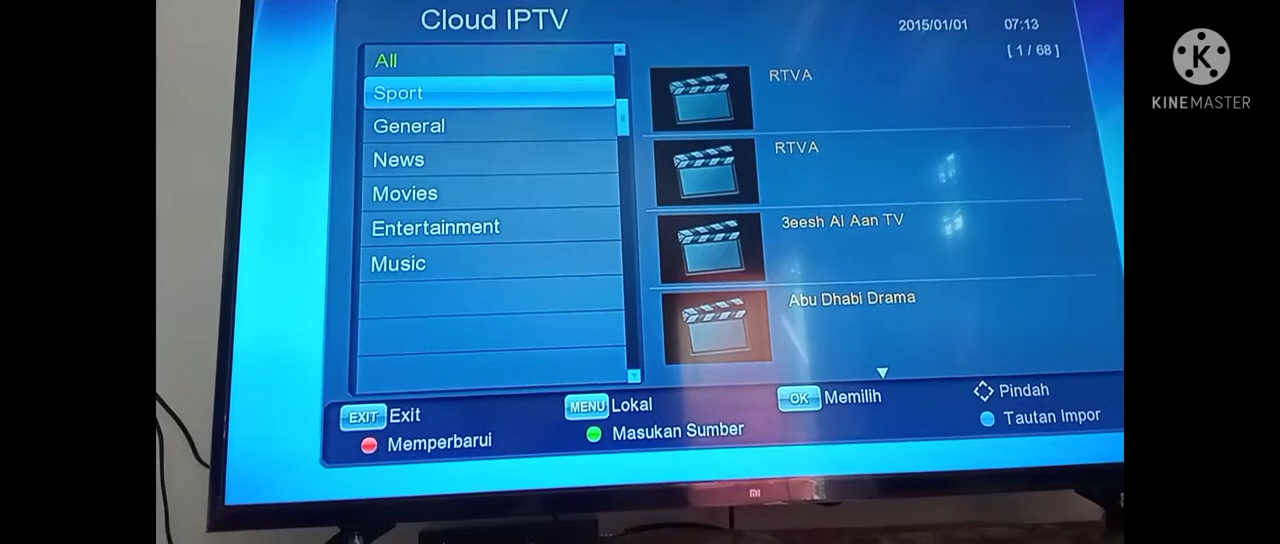 Cloud IPTV
2015/01/01 07:13
[ 1 / 68 ]
All
Sport
General
News
Movies
Entertainment
Music
RTVA
RTVA
3eesh Al Aan TV
Abu Dhabi Drama
EXIT Exit
MENU Lokal
OK Memilih
Pindah
Memperbarui
Masukan Sumber
Tautan Impor
mi
K
KINEMASTER